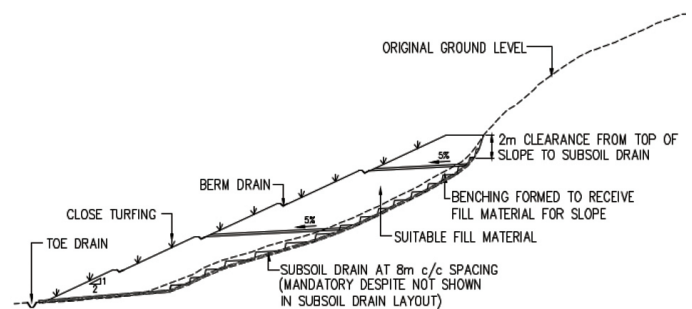 ORIGINAL GROUND LEVEL
2m CLEARANCE FROM TOP OF
SLOPE TO SUBSOIL DRAIN
5%
BERM DRAIN
BENCHING FORMED TO RECEIVE
FILL MATERIAL FOR SLOPE
CLOSE TURFING
5%
SUITABLE FILL MATERIAL
TOE DRAIN
SUBSOIL DRAIN AT 8m c/c SPACING
(MANDATORY DESPITE NOT SHOWN
IN SUBSOIL DRAIN LAYOUT)
1
2